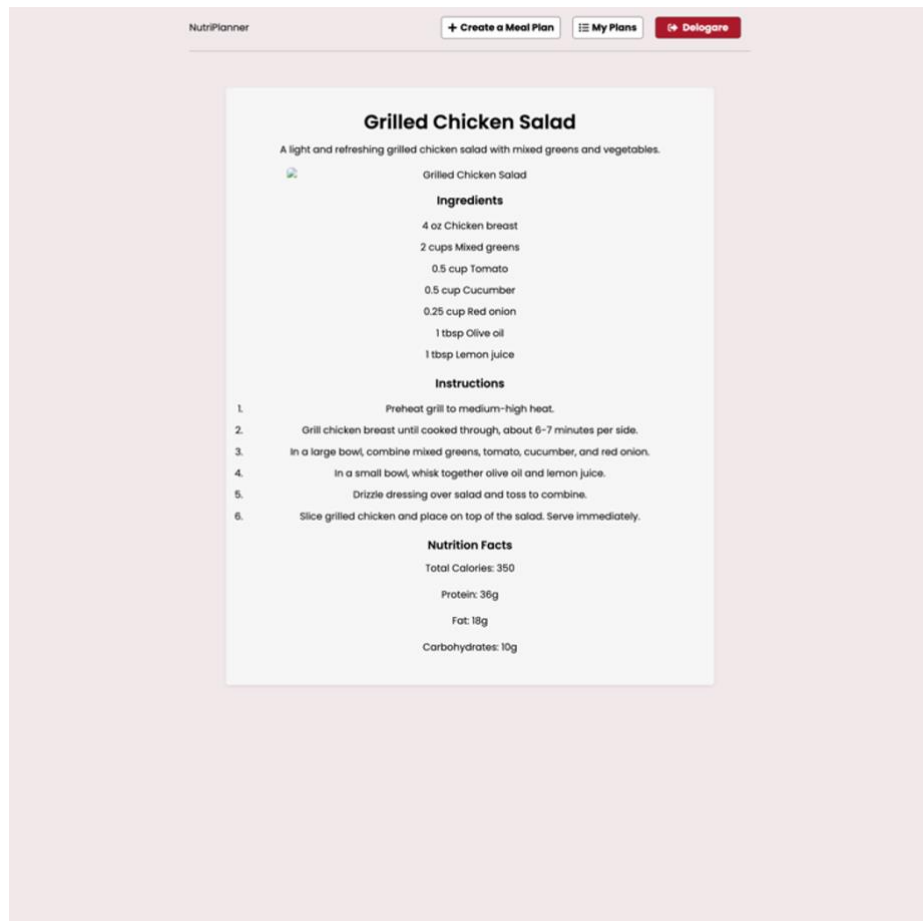 NutriPlanner
+ Create a Meal Plan
My Plans
Delogare
Grilled Chicken Salad
A light and refreshing grilled chicken salad with mixed greens and vegetables.
Grilled Chicken Salad
Ingredients
4 oz Chicken breast
2 cups Mixed greens
0.5 cup Tomato
0.5 cup Cucumber
0.25 cup Red onion
1 tbsp Olive oil
1 tbsp Lemon juice
Instructions
1. Preheat grill to medium-high heat.
2. Grill chicken breast until cooked through, about 6-7 minutes per side.
3. In a large bowl, combine mixed greens, tomato, cucumber, and red onion.
4. In a small bowl, whisk together olive oil and lemon juice.
5. Drizzle dressing over salad and toss to combine.
6. Slice grilled chicken and place on top of the salad. Serve immediately.
Nutrition Facts
Total Calories: 350
Protein: 36g
Fat: 18g
Carbohydrates: 10g